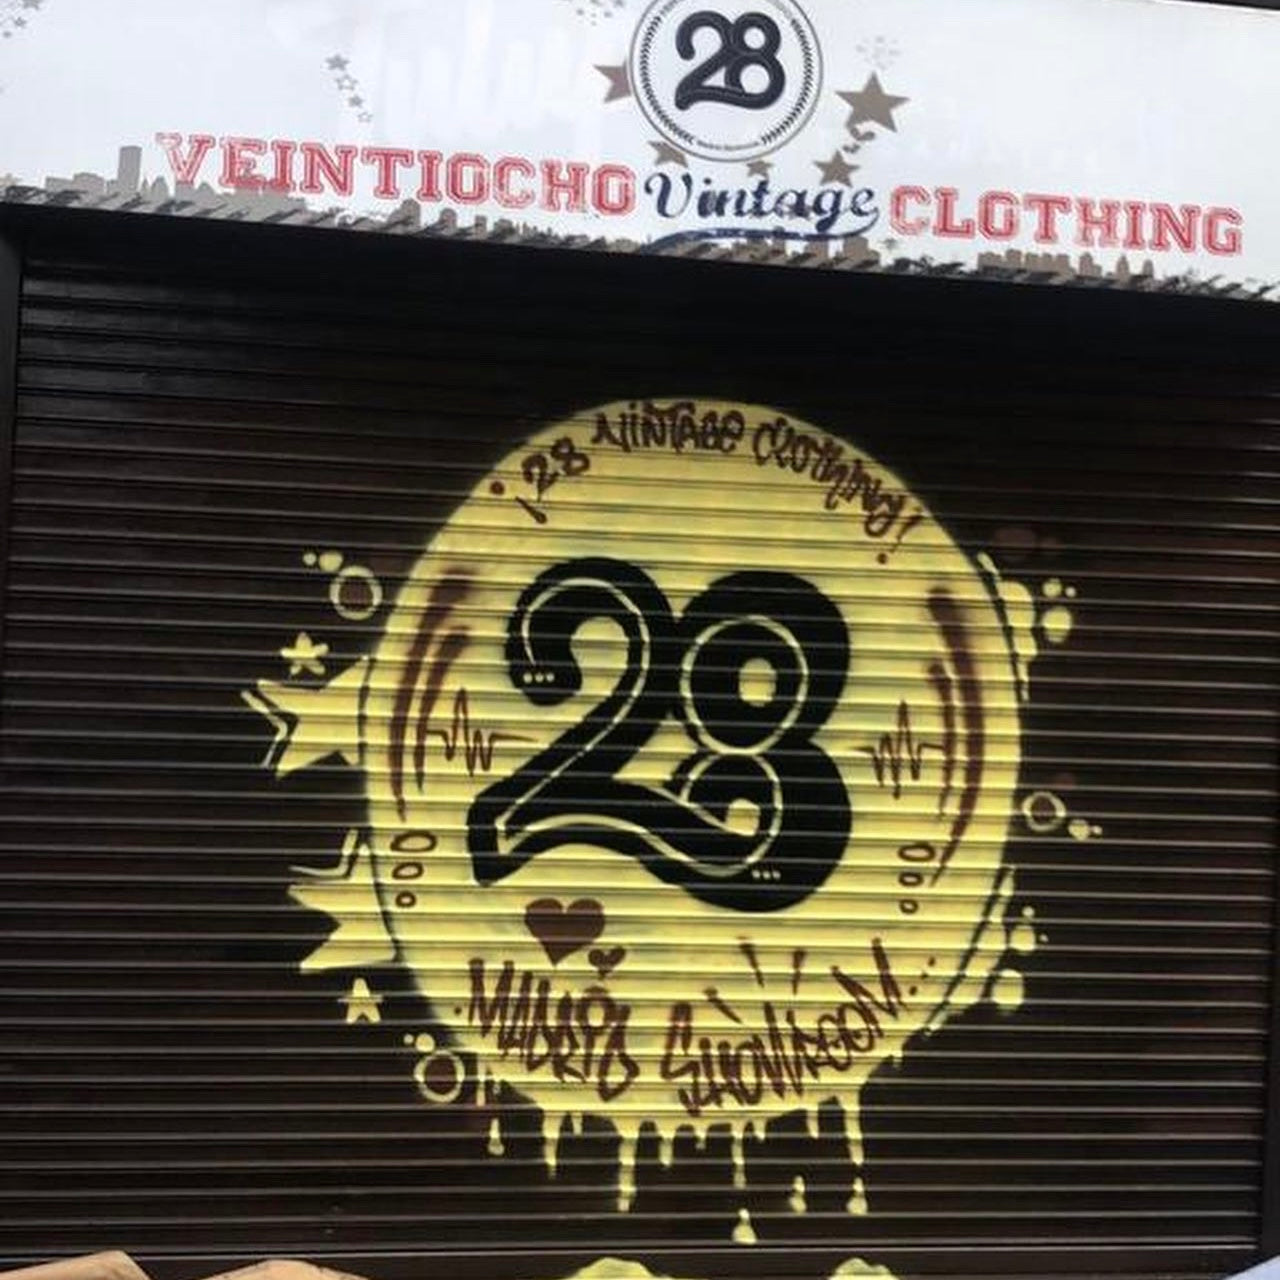 28
VEINTIOCHO Vintage CLOTHING
¡28 VINTAGE CLOTHING!
28
MADRID SHOWROOM...